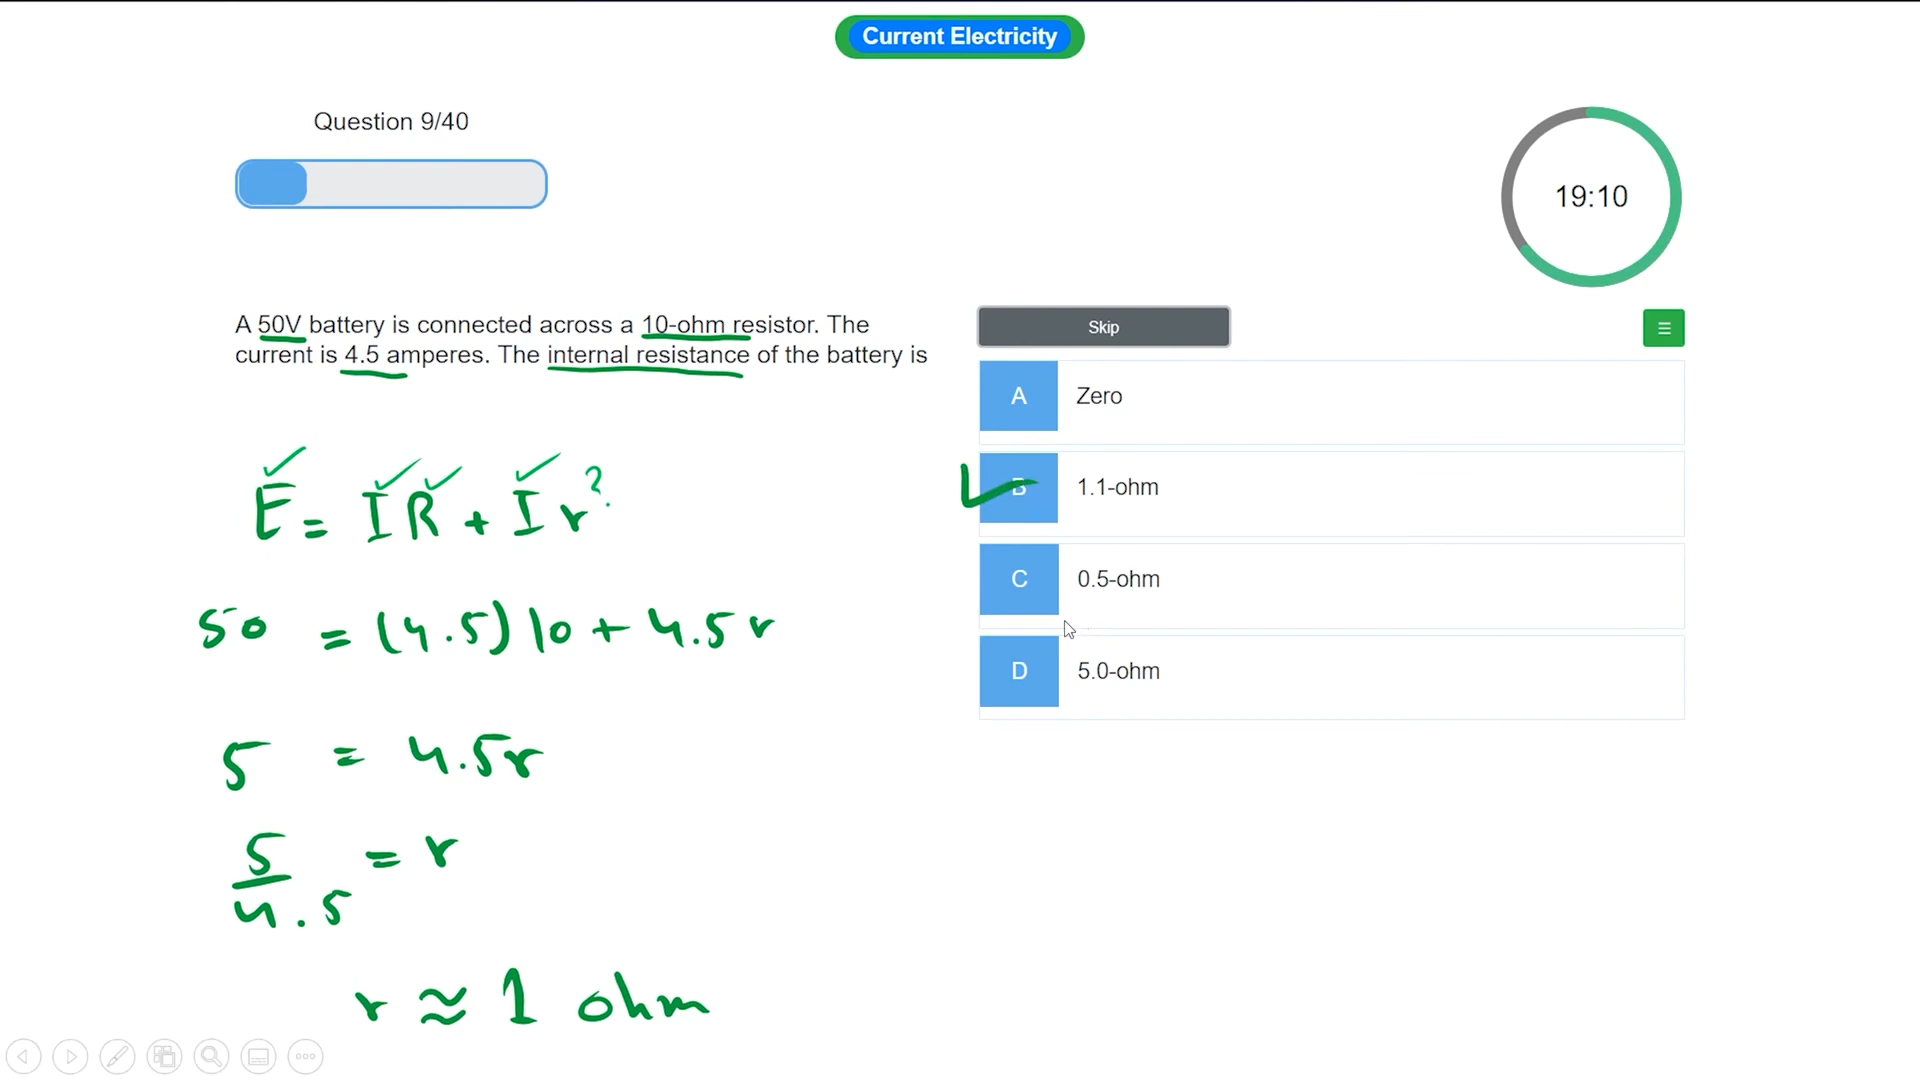 Current Electricity
Question 9/40
19:10
A 50V battery is connected across a 10-ohm resistor. The
current is 4.5 amperes. The internal resistance of the battery is
Skip
A Zero
B 1.1-ohm
C 0.5-ohm
D 5.0-ohm
E = IR + Ir?
50 = (4.5) 10 + 4.5 r
5 = 4.5r
5/4.5 = r
r ≈ 1 ohm